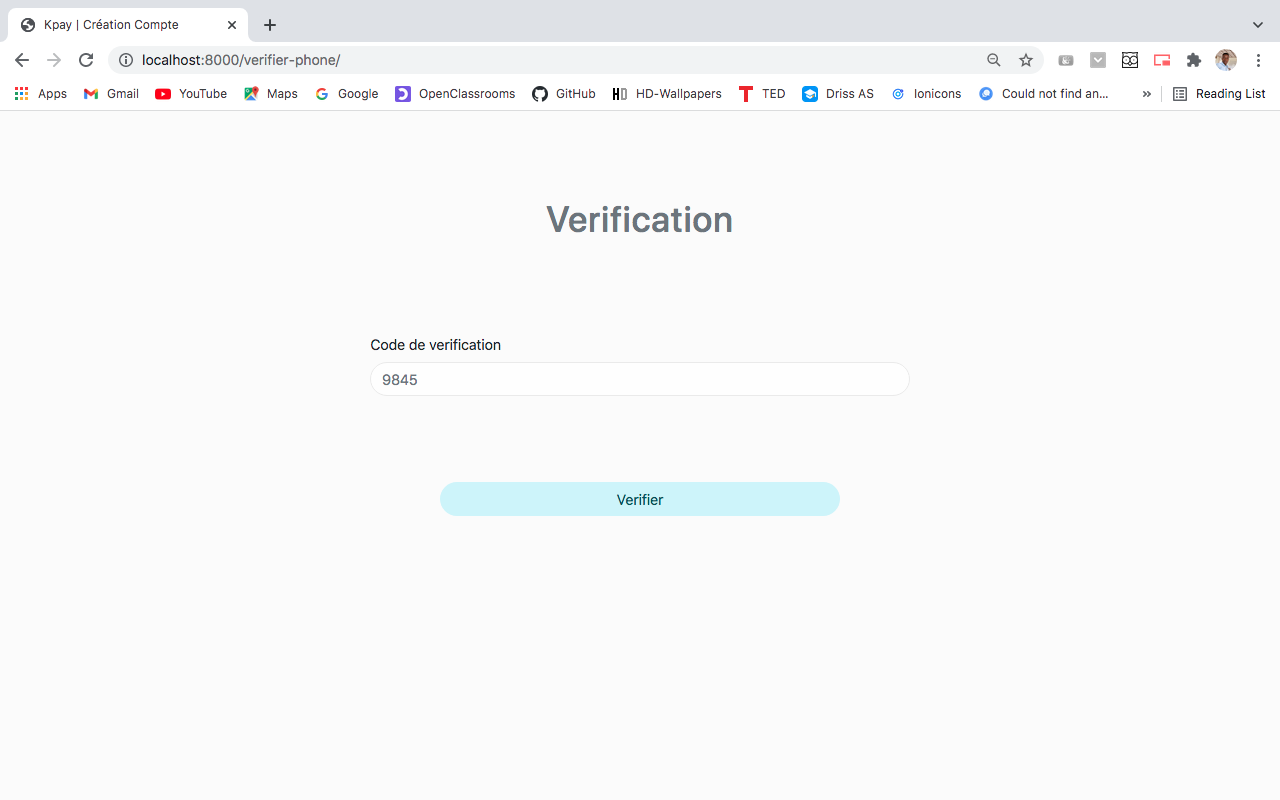 Kpay | Création Compte
localhost:8000/verifier-phone/
Apps Gmail YouTube Maps Google OpenClassrooms GitHub HD-Wallpapers TED Driss AS Ionicons Could not find an... » Reading List
Verification
Code de verification
9845
Verifier